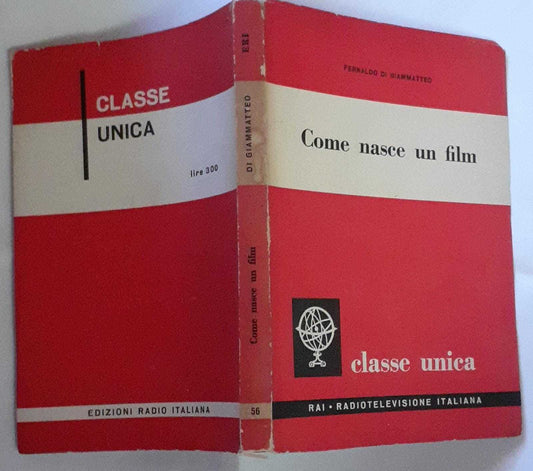 CLASSE
UNICA
lire 300
EDIZIONI RADIO ITALIANA
ERI
DI GIAMMATTEO
Come nasce un film
56
FERNALDO DI GIAMMATTEO
Come nasce un film
classe unica
RAI • RADIOTELEVISIONE ITALIANA